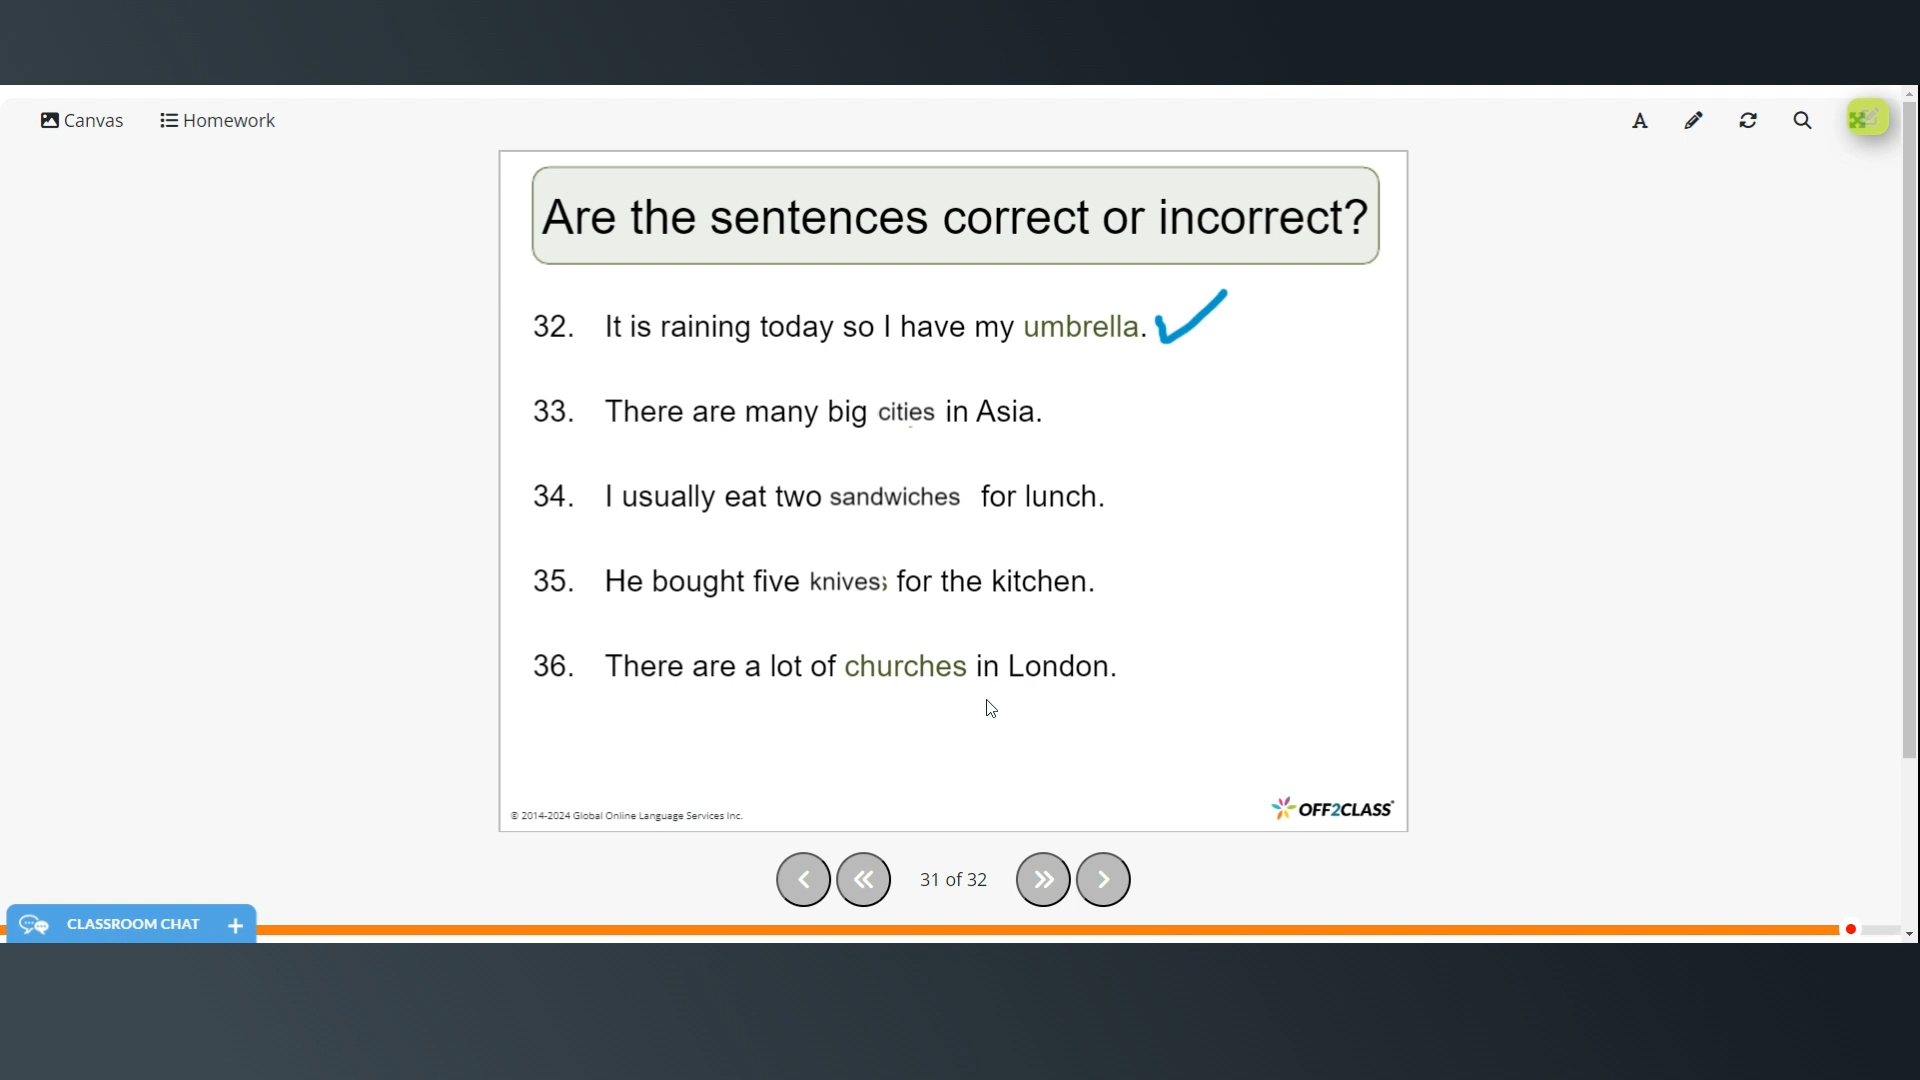 Canvas
Homework
A
Are the sentences correct or incorrect?
32. It is raining today so I have my umbrella.
33. There are many big cities in Asia.
34. I usually eat two sandwiches for lunch.
35. He bought five knives; for the kitchen.
36. There are a lot of churches in London.
© 2014-2024 Global Online Language Services Inc.
OFF2CLASS
31 of 32
CLASSROOM CHAT +